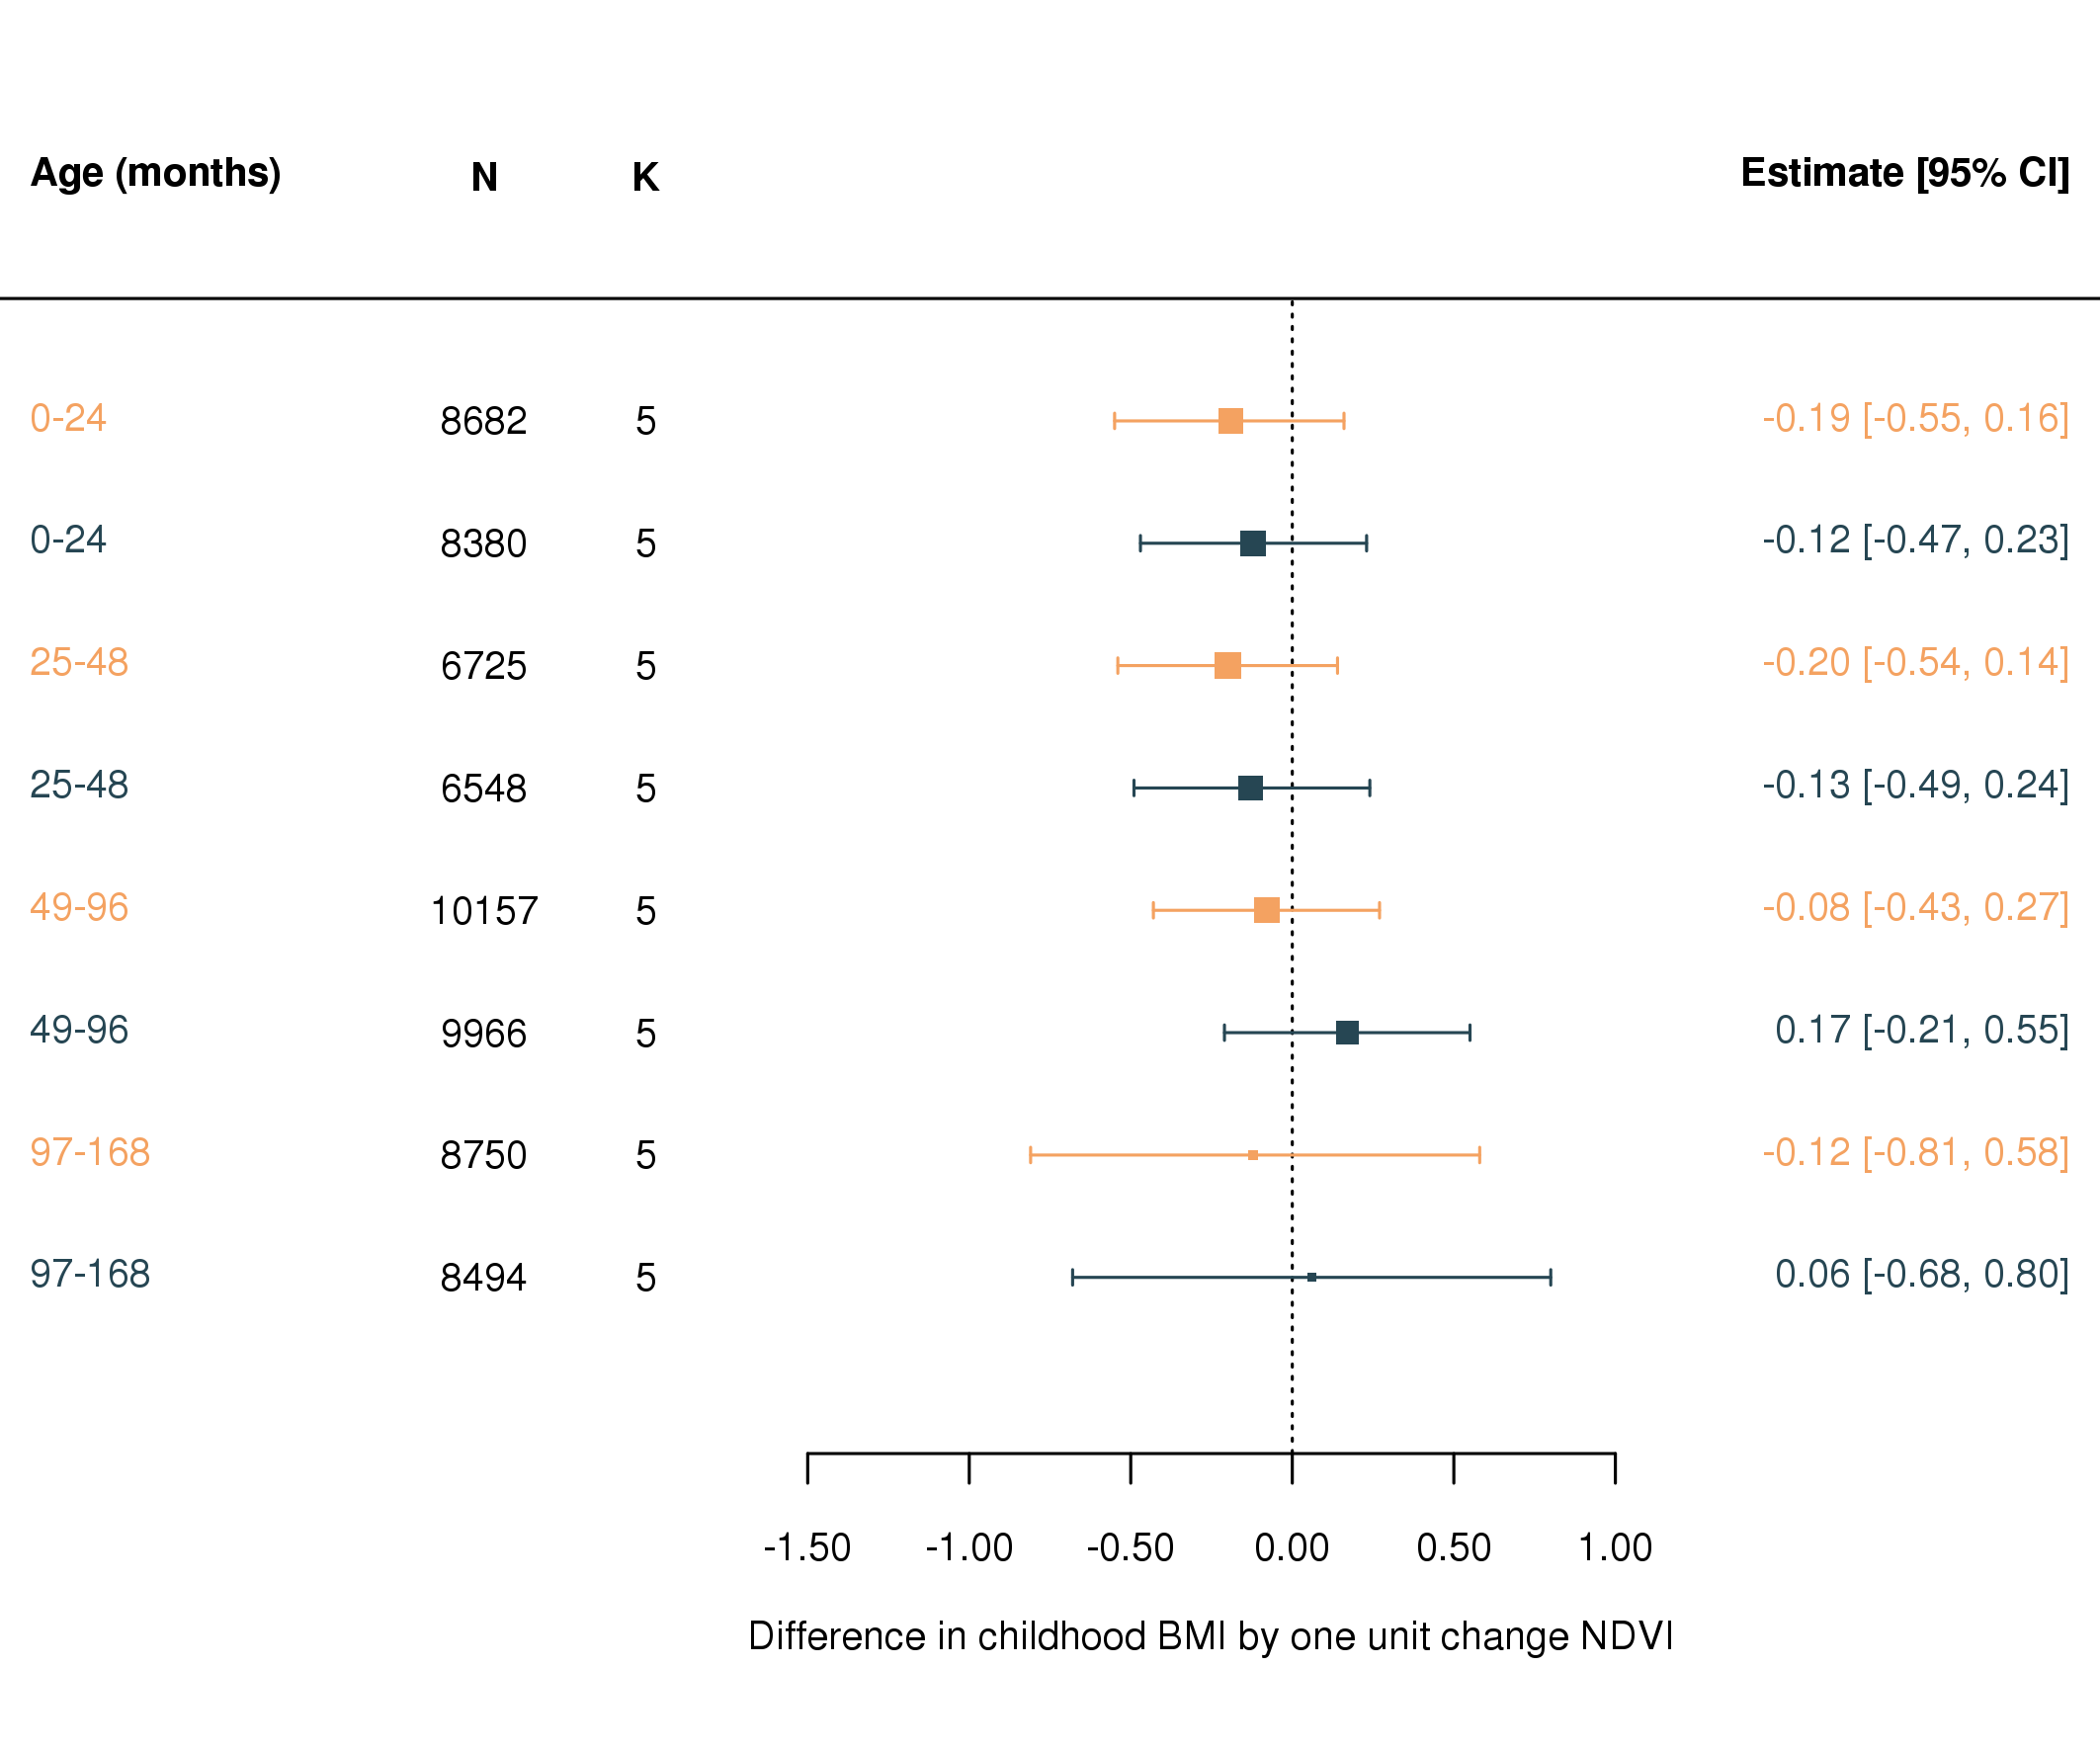 Age (months) N K Estimate [95% CI]
0-24 8682 5 -0.19 [-0.55, 0.16]
0-24 8380 5 -0.12 [-0.47, 0.23]
25-48 6725 5 -0.20 [-0.54, 0.14]
25-48 6548 5 -0.13 [-0.49, 0.24]
49-96 10157 5 -0.08 [-0.43, 0.27]
49-96 9966 5 0.17 [-0.21, 0.55]
97-168 8750 5 -0.12 [-0.81, 0.58]
97-168 8494 5 0.06 [-0.68, 0.80]
-1.50 -1.00 -0.50 0.00 0.50 1.00
Difference in childhood BMI by one unit change NDVI